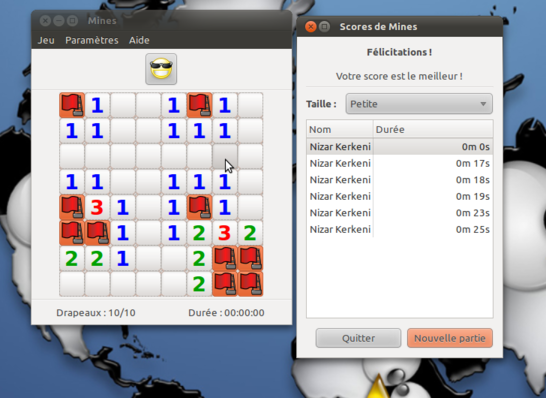 Mines
Jeu Paramètres Aide
1 1 1
1 1 1 1 1
1 1 1 1 1
3 1 1 1
1 1 2 3 2
2 2 1 2
2
Drapeaux : 10/10 Durée : 00:00:00
Scores de Mines
Félicitations !
Votre score est le meilleur !
Taille : Petite
Nom Durée
Nizar Kerkeni 0m 0s
Nizar Kerkeni 0m 17s
Nizar Kerkeni 0m 18s
Nizar Kerkeni 0m 19s
Nizar Kerkeni 0m 23s
Nizar Kerkeni 0m 25s
Quitter Nouvelle partie